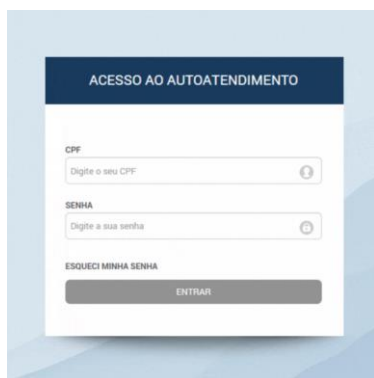 ACESSO AO AUTOATENDIMENTO
CPF
Digite o seu CPF
SENHA
Digite a sua senha
ESQUECI MINHA SENHA
ENTRAR